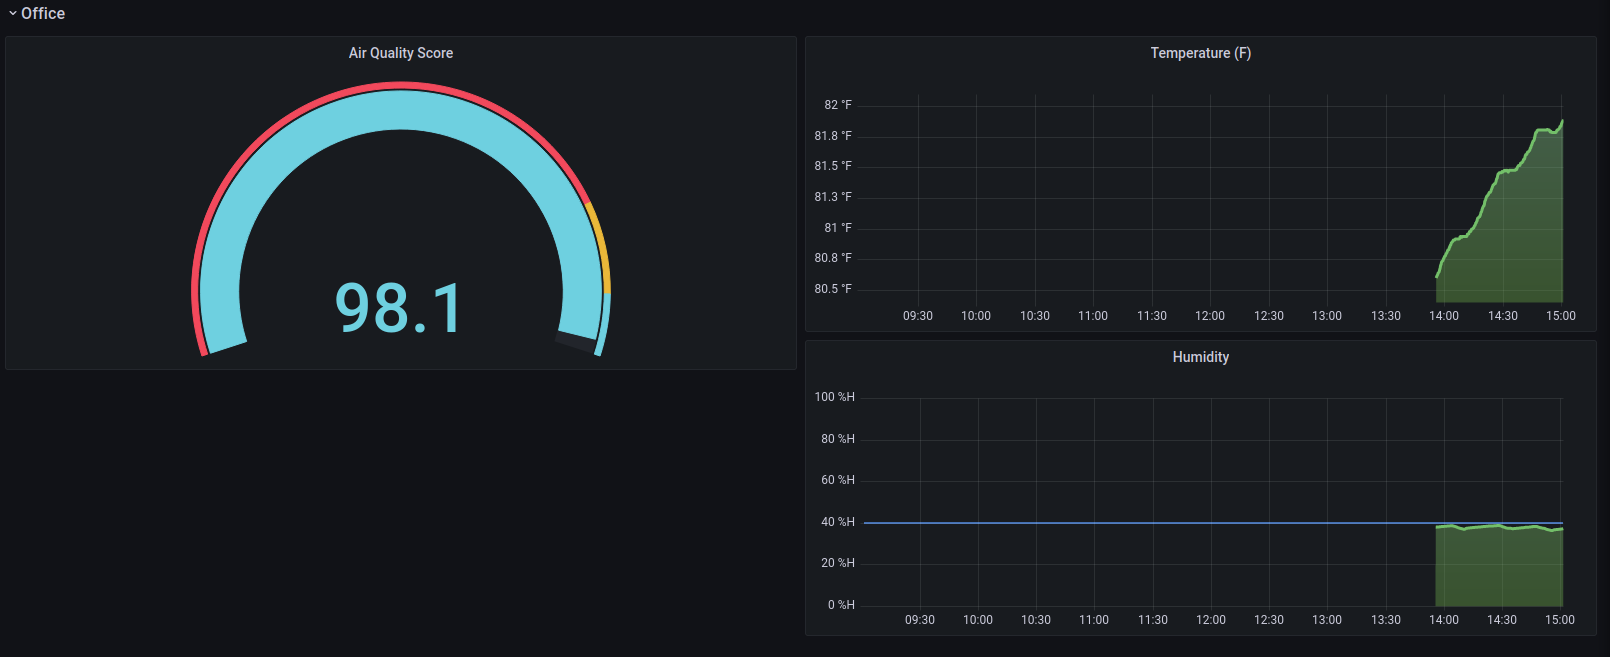 Office
Air Quality Score
98.1
Temperature (F)
82 °F
81.8 °F
81.5 °F
81.3 °F
81 °F
80.8 °F
80.5 °F
09:30 10:00 10:30 11:00 11:30 12:00 12:30 13:00 13:30 14:00 14:30 15:00
Humidity
100 %H
80 %H
60 %H
40 %H
20 %H
0 %H
09:30 10:00 10:30 11:00 11:30 12:00 12:30 13:00 13:30 14:00 14:30 15:00